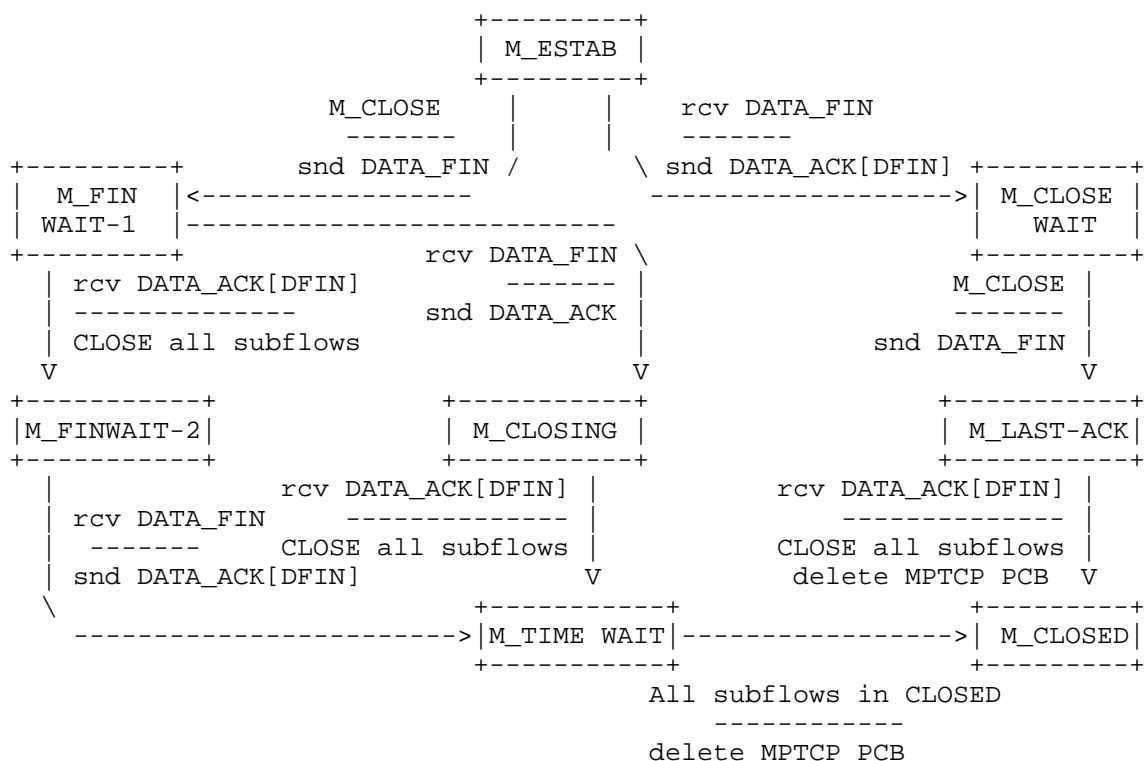 M_ESTAB
M_CLOSE rcv DATA_FIN
snd DATA_FIN snd DATA_ACK[DFIN]
M_FIN M_CLOSE
WAIT-1 WAIT
rcv DATA_FIN
rcv DATA_ACK[DFIN] M_CLOSE
snd DATA_ACK
CLOSE all subflows snd DATA_FIN
M_FINWAIT-2 M_CLOSING M_LAST-ACK
rcv DATA_ACK[DFIN] rcv DATA_ACK[DFIN]
rcv DATA_FIN
CLOSE all subflows CLOSE all subflows
snd DATA_ACK[DFIN] delete MPTCP PCB
M_TIME WAIT M_CLOSED
All subflows in CLOSED
delete MPTCP PCB